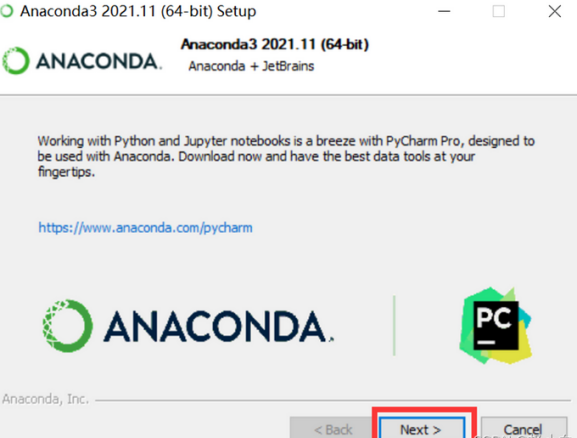 Anaconda3 2021.11 (64-bit) Setup
ANACONDA.
Anaconda3 2021.11 (64-bit)
Anaconda + JetBrains
Working with Python and Jupyter notebooks is a breeze with PyCharm Pro, designed to
be used with Anaconda. Download now and have the best data tools at your
fingertips.
https://www.anaconda.com/pycharm
ANACONDA.
PC
Anaconda, Inc.
< Back
Next >
Cancel